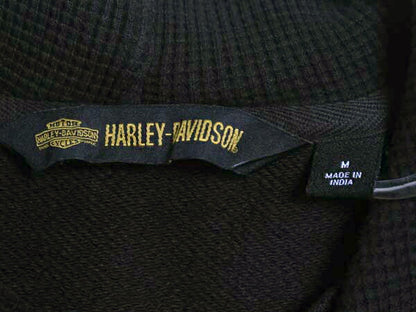 MOTOR
HARLEY-DAVIDSON
CYCLES
HARLEY-DAVIDSON
M
MADE IN
INDIA